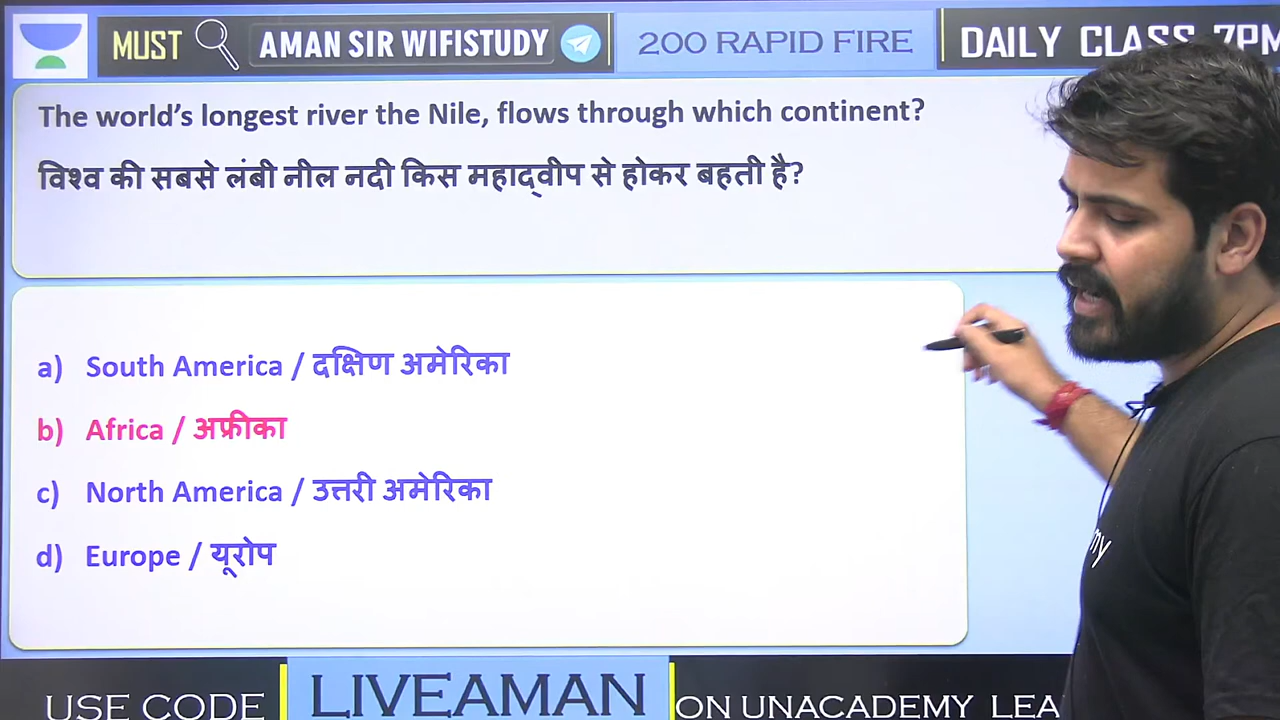 MUST AMAN SIR WIFISTUDY 200 RAPID FIRE DAILY CLASS 7PM
The world's longest river the Nile, flows through which continent?
विश्व की सबसे लंबी नील नदी किस महाद्वीप से होकर बहती है?
a) South America / दक्षिण अमेरिका
b) Africa / अफ्रीका
c) North America / उत्तरी अमेरिका
d) Europe / यूरोप
my
USE CODE LIVEAMAN ON UNACADEMY LEA